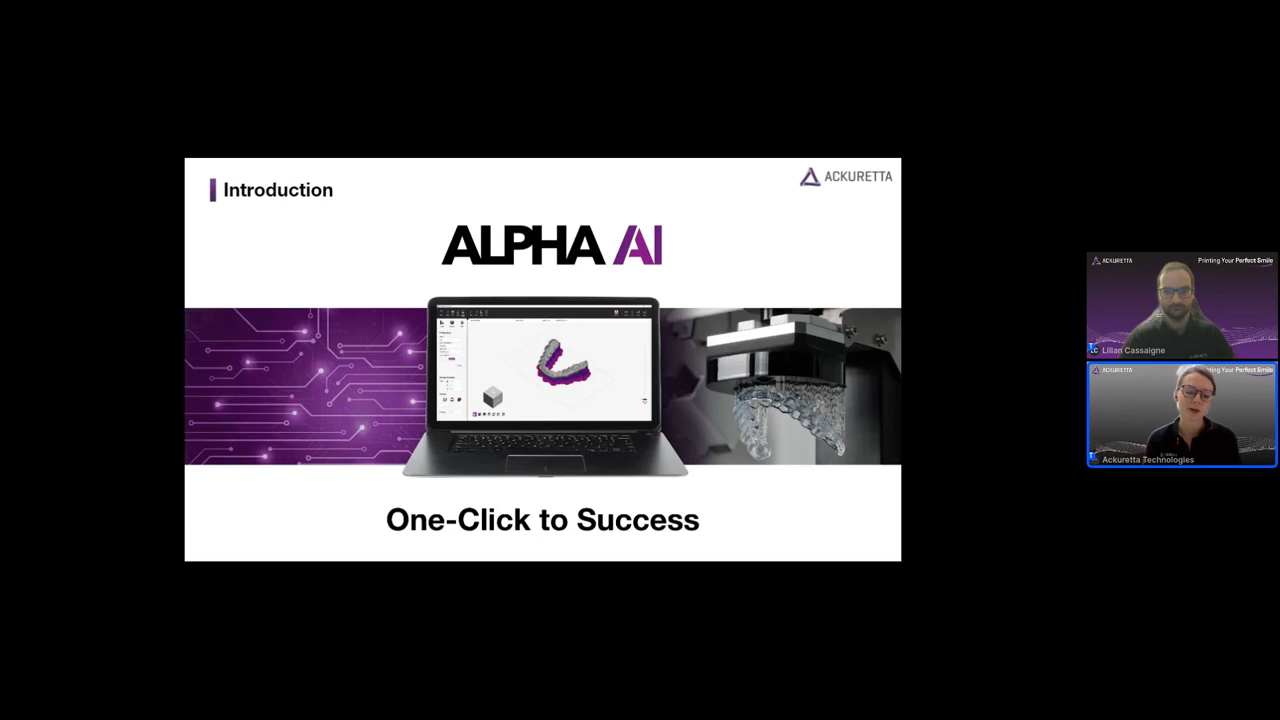 Introduction
ACKURETTA
ALPHA AI
One-Click to Success
ACKURETTA
Printing Your Perfect Smile
Lilian Cassaigne
ACKURETTA
Printing Your Perfect Smile
Ackuretta Technologies